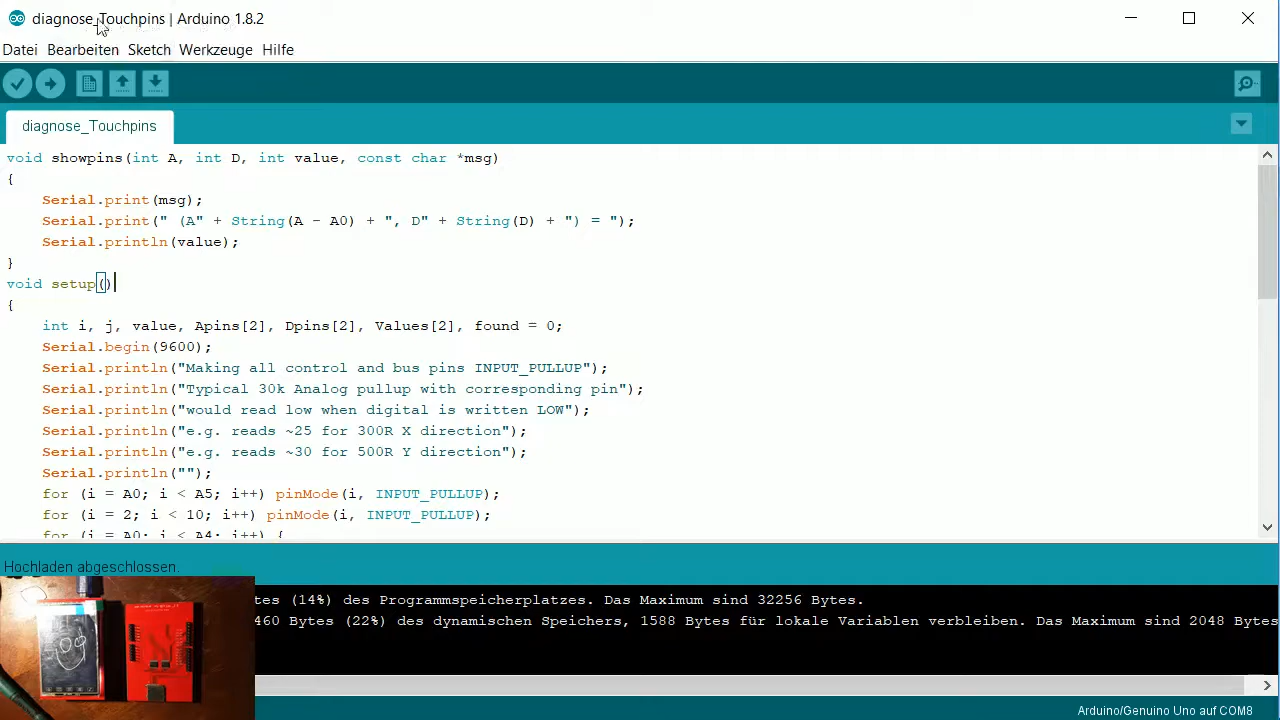 diagnose_Touchpins | Arduino 1.8.2
Datei Bearbeiten Sketch Werkzeuge Hilfe
diagnose_Touchpins
void showpins(int A, int D, int value, const char *msg)
{
Serial.print(msg);
Serial.print(" (A" + String(A - A0) + ", D" + String(D) + ") = ");
Serial.println(value);
}
void setup()
{
int i, j, value, Apins[2], Dpins[2], Values[2], found = 0;
Serial.begin(9600);
Serial.println("Making all control and bus pins INPUT_PULLUP");
Serial.println("Typical 30k Analog pullup with corresponding pin");
Serial.println("would read low when digital is written LOW");
Serial.println("e.g. reads ~25 for 300R X direction");
Serial.println("e.g. reads ~30 for 500R Y direction");
Serial.println("");
for (i = A0; i < A5; i++) pinMode(i, INPUT_PULLUP);
for (i = 2; i < 10; i++) pinMode(i, INPUT_PULLUP);
for (i = A0; i < A4; i++) {
Hochladen abgeschlossen.
tes (14%) des Programmspeicherplatzes. Das Maximum sind 32256 Bytes.
460 Bytes (22%) des dynamischen Speichers, 1588 Bytes für lokale Variablen verbleiben. Das Maximum sind 2048 Bytes
Arduino/Genuino Uno auf COM8